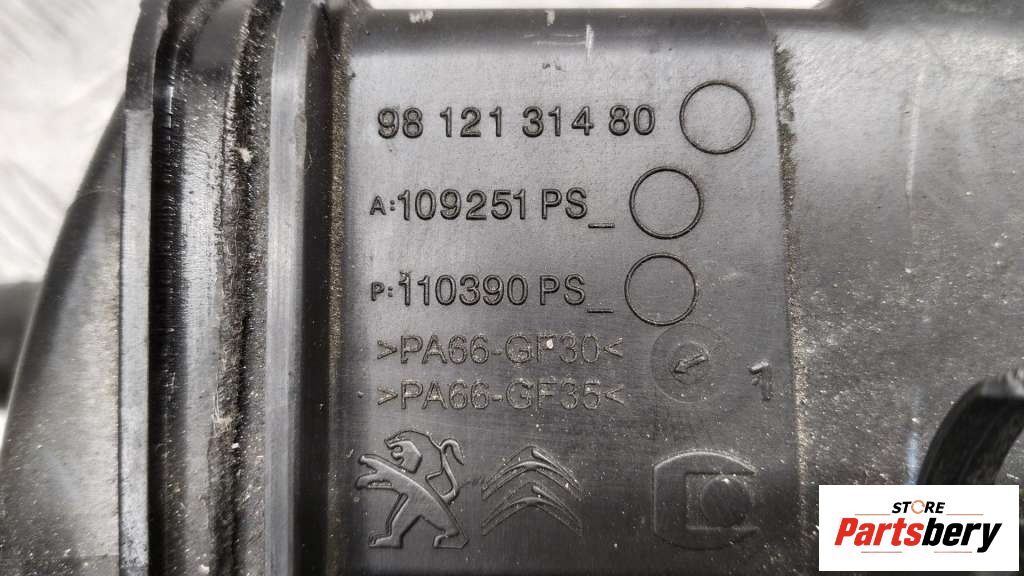 98 121 314 80
A:109251 PS_
P:110390 PS_
>PA66-GF30<
>PA66-GF35<
1
STORE
Partsbery